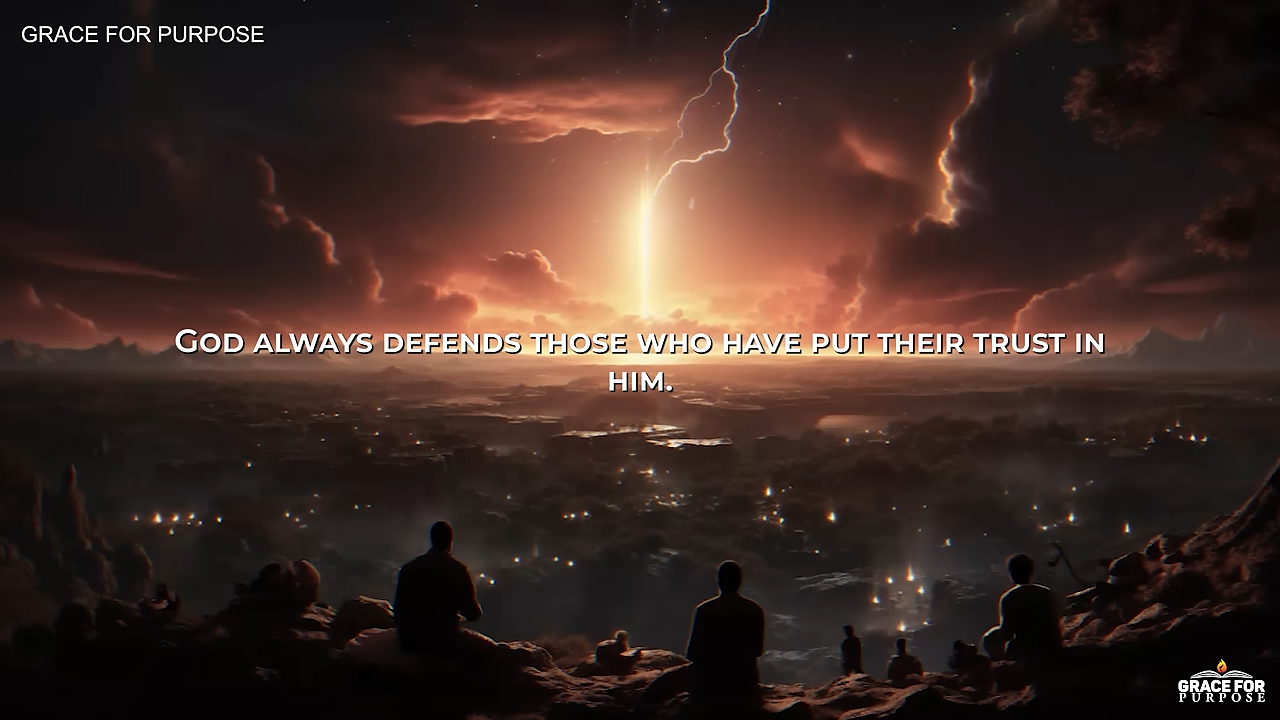 GRACE FOR PURPOSE
God always defends those who have put their trust in
him.
GRACE FOR
PURPOSE